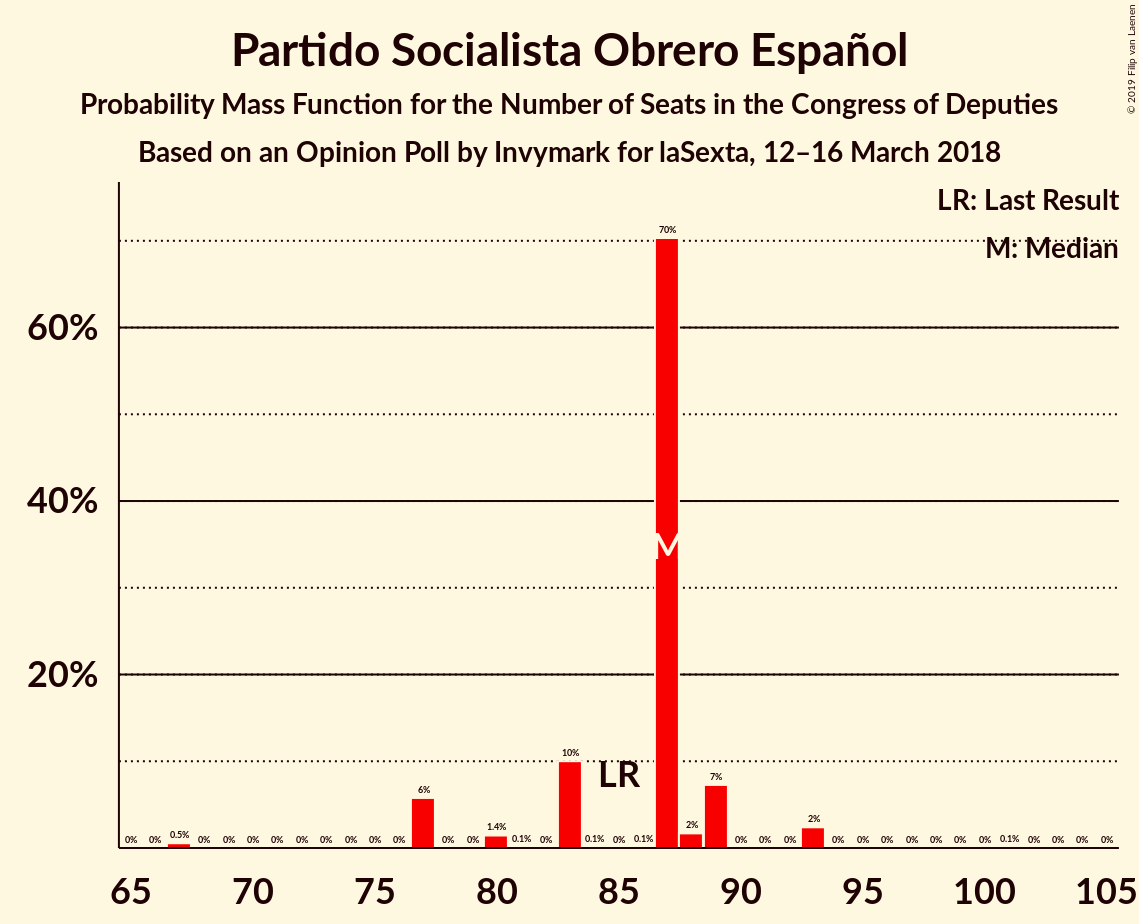 Partido Socialista Obrero Español
Probability Mass Function for the Number of Seats in the Congress of Deputies
Based on an Opinion Poll by Invymark for laSexta, 12–16 March 2018
© 2019 Filip van Laenen
LR: Last Result
M: Median
60%
40%
20%
0% 0% 0.5% 0% 0% 0% 0% 0% 0% 0% 0% 0% 6% 0% 0% 1.4% 0.1% 0% 10% 0.1% 0% 0.1% 70% 2% 7% 0% 0% 0% 2% 0% 0% 0% 0% 0% 0% 0% 0.1% 0% 0% 0% 0%
LR
M
65 70 75 80 85 90 95 100 105